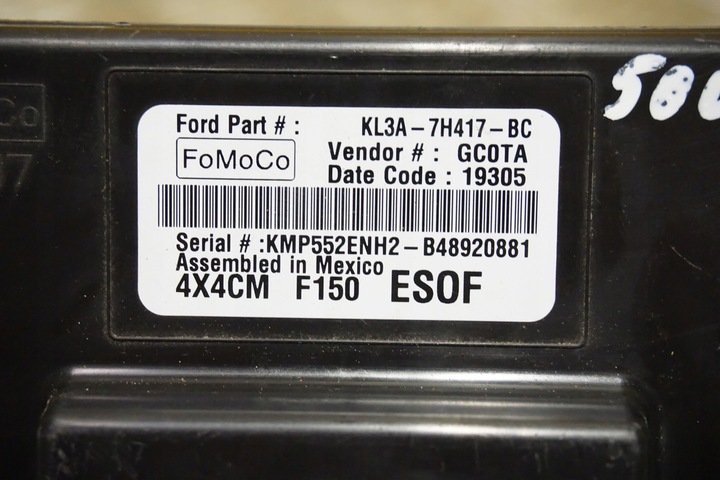 Ford Part # : KL3A-7H417-BC
FoMoCo
Vendor # : GC0TA
Date Code : 19305
Serial # :KMP552ENH2-B48920881
Assembled in Mexico
4X4CM F150 ESOF